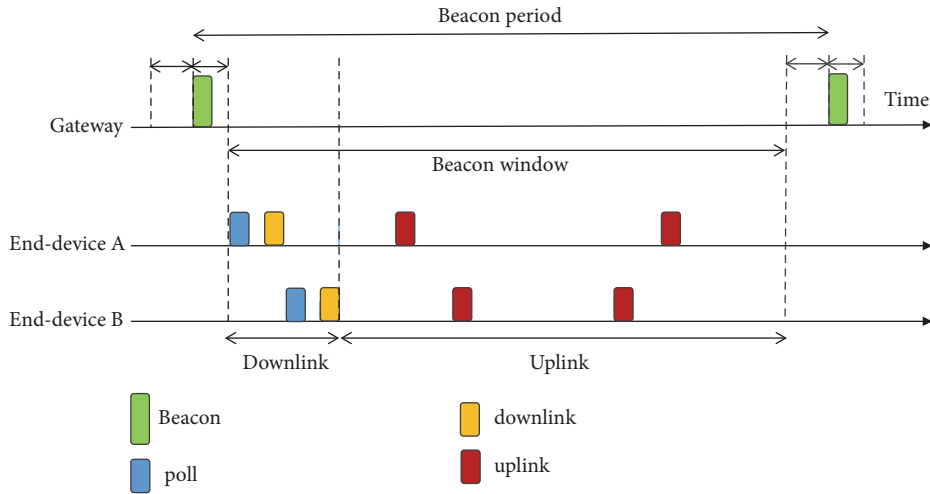 Beacon period
Time
Gateway
Beacon window
End-device A
End-device B
Downlink
Uplink
Beacon
downlink
poll
uplink